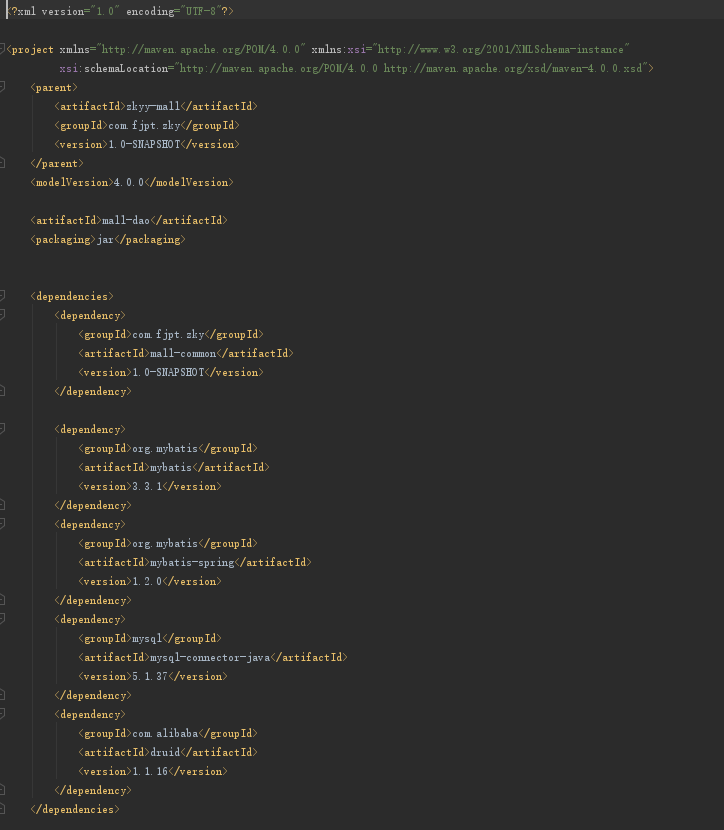 <?xml version="1.0" encoding="UTF-8"?>
<project xmlns="http://maven.apache.org/POM/4.0.0" xmlns:xsi="http://www.w3.org/2001/XMLSchema-instance"
         xsi:schemaLocation="http://maven.apache.org/POM/4.0.0 http://maven.apache.org/xsd/maven-4.0.0.xsd">
    <parent>
        <artifactId>zkyy-mall</artifactId>
        <groupId>com.fjpt.zky</groupId>
        <version>1.0-SNAPSHOT</version>
    </parent>
    <modelVersion>4.0.0</modelVersion>
    <artifactId>mall-dao</artifactId>
    <packaging>jar</packaging>
    <dependencies>
        <dependency>
            <groupId>com.fjpt.zky</groupId>
            <artifactId>mall-common</artifactId>
            <version>1.0-SNAPSHOT</version>
        </dependency>
        <dependency>
            <groupId>org.mybatis</groupId>
            <artifactId>mybatis</artifactId>
            <version>3.3.1</version>
        </dependency>
        <dependency>
            <groupId>org.mybatis</groupId>
            <artifactId>mybatis-spring</artifactId>
            <version>1.2.0</version>
        </dependency>
        <dependency>
            <groupId>mysql</groupId>
            <artifactId>mysql-connector-java</artifactId>
            <version>5.1.37</version>
        </dependency>
        <dependency>
            <groupId>com.alibaba</groupId>
            <artifactId>druid</artifactId>
            <version>1.1.16</version>
        </dependency>
    </dependencies>